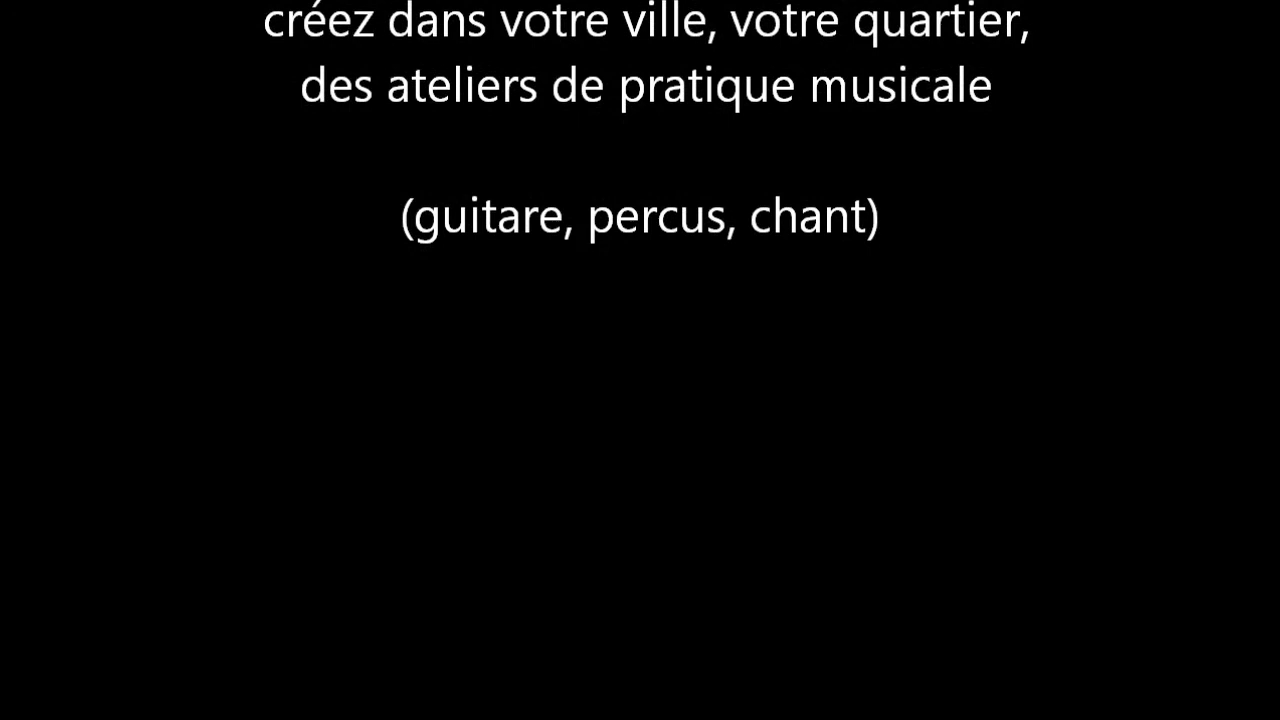 créez dans votre ville, votre quartier,
des ateliers de pratique musicale
(guitare, percus, chant)